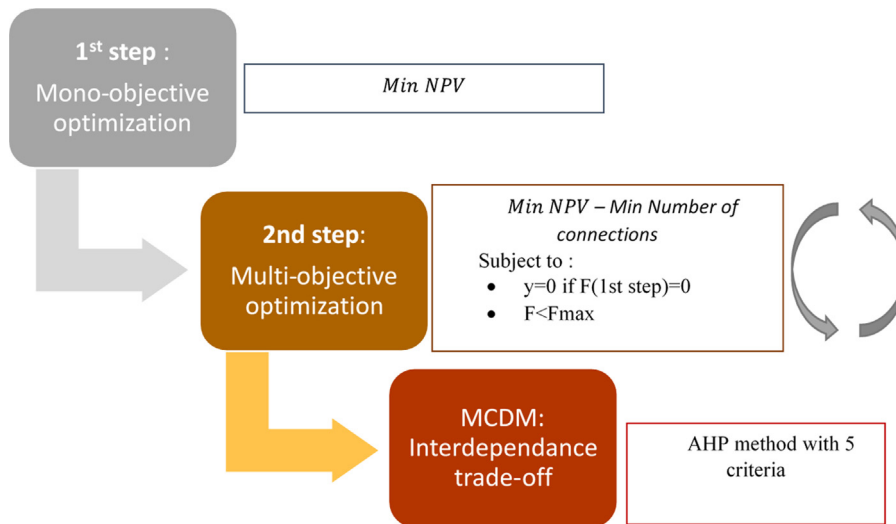 1st step :
Mono-objective
optimization
Min NPV
2nd step:
Multi-objective
optimization
Min NPV – Min Number of
connections
Subject to :
• y=0 if F(1st step)=0
• F<Fmax
MCDM:
Interdependance
trade-off
AHP method with 5
criteria